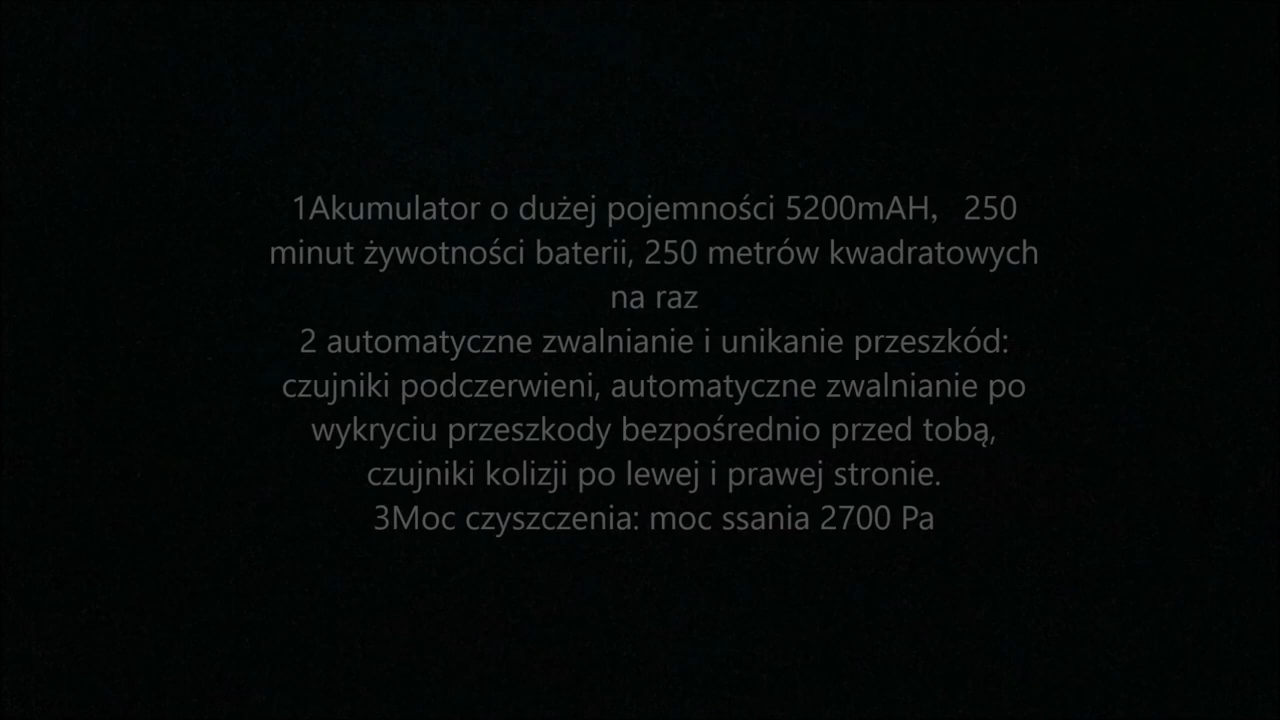 1Akumulator o dużej pojemności 5200mAH， 250
minut żywotności baterii, 250 metrów kwadratowych
na raz
2 automatyczne zwalnianie i unikanie przeszkód:
czujniki podczerwieni, automatyczne zwalnianie po
wykryciu przeszkody bezpośrednio przed tobą,
czujniki kolizji po lewej i prawej stronie.
3Moc czyszczenia: moc ssania 2700 Pa